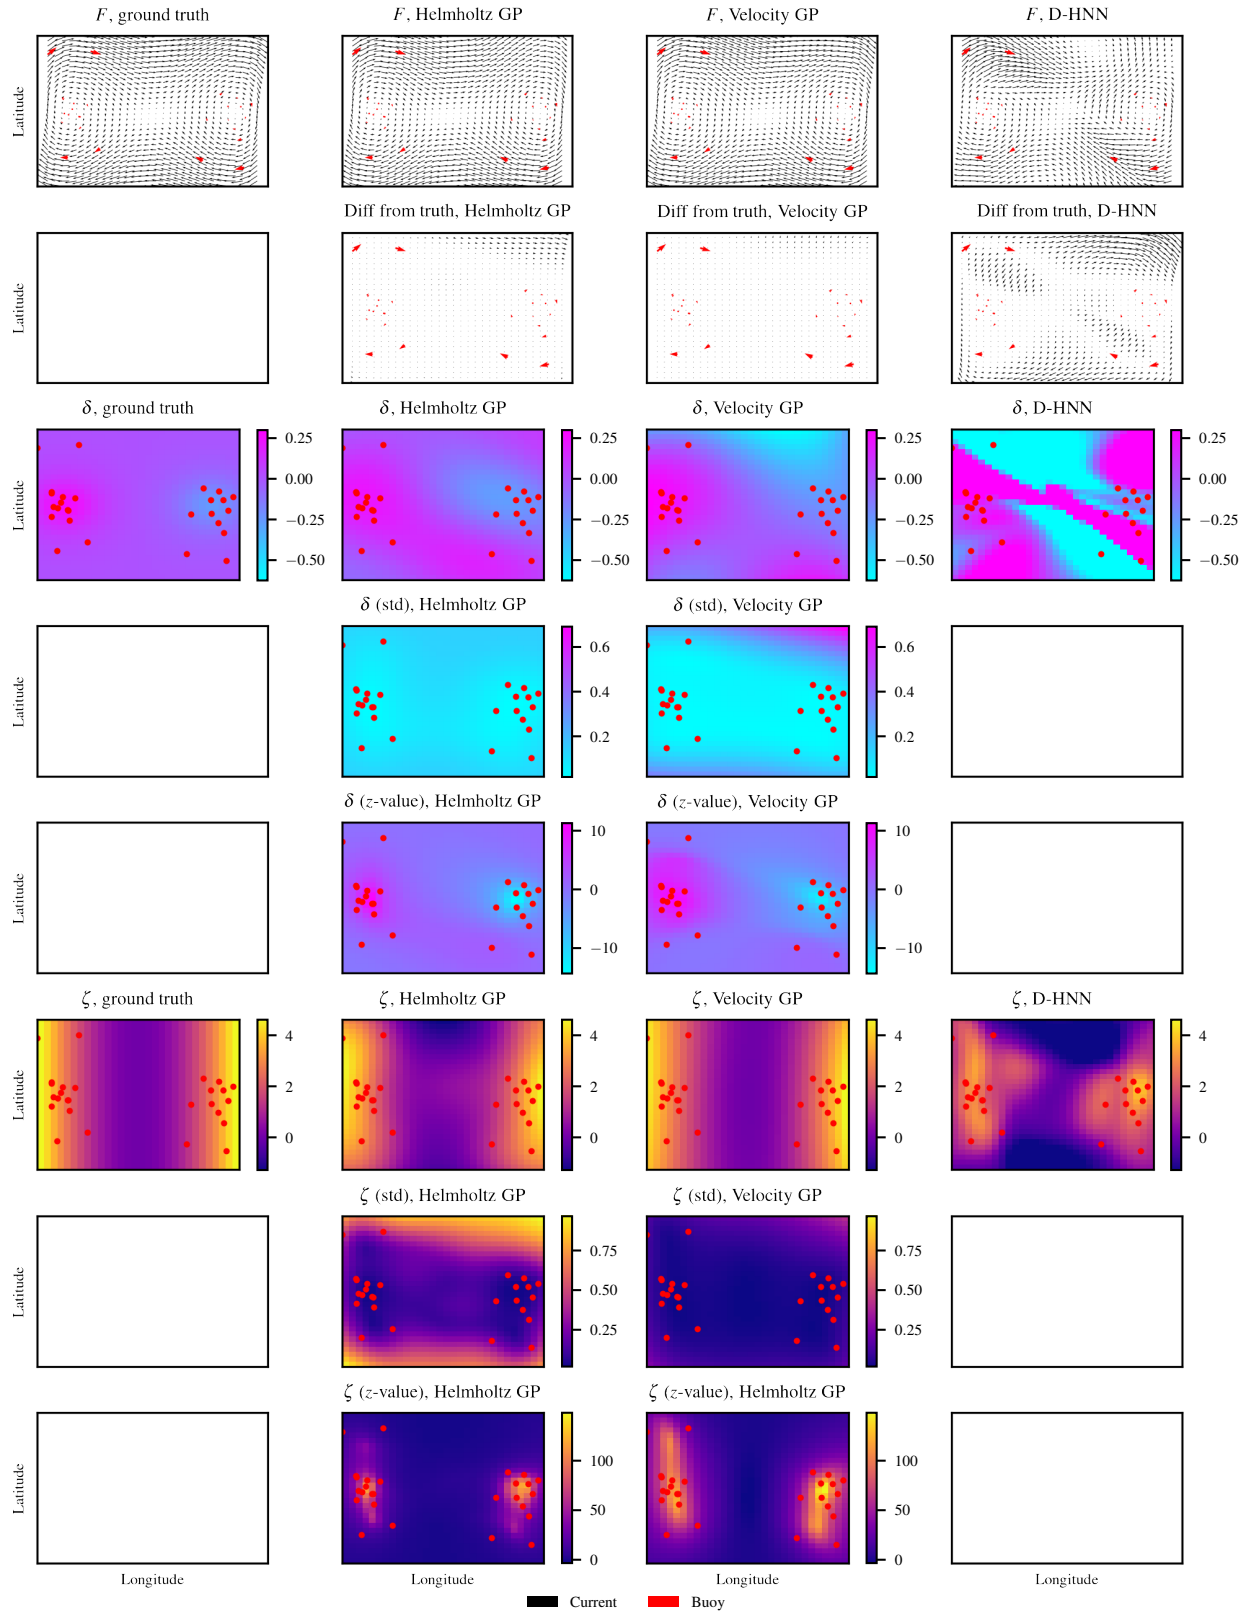 F, ground truth
F, Helmholtz GP
F, Velocity GP
F, D-HNN
Latitude
Diff from truth, Helmholtz GP
Diff from truth, Velocity GP
Diff from truth, D-HNN
Latitude
δ, ground truth
δ, Helmholtz GP
δ, Velocity GP
δ, D-HNN
Latitude
0.25
0.00
−0.25
−0.50
0.25
0.00
−0.25
−0.50
0.25
0.00
−0.25
−0.50
0.25
0.00
−0.25
−0.50
δ (std), Helmholtz GP
δ (std), Velocity GP
Latitude
0.6
0.4
0.2
0.6
0.4
0.2
δ (z-value), Helmholtz GP
δ (z-value), Velocity GP
Latitude
10
0
−10
10
0
−10
ζ, ground truth
ζ, Helmholtz GP
ζ, Velocity GP
ζ, D-HNN
Latitude
4
2
0
4
2
0
4
2
0
4
2
0
ζ (std), Helmholtz GP
ζ (std), Velocity GP
Latitude
0.75
0.50
0.25
0.75
0.50
0.25
ζ (z-value), Helmholtz GP
ζ (z-value), Helmholtz GP
Latitude
100
50
0
100
50
0
Longitude
Longitude
Longitude
Longitude
Current
Buoy